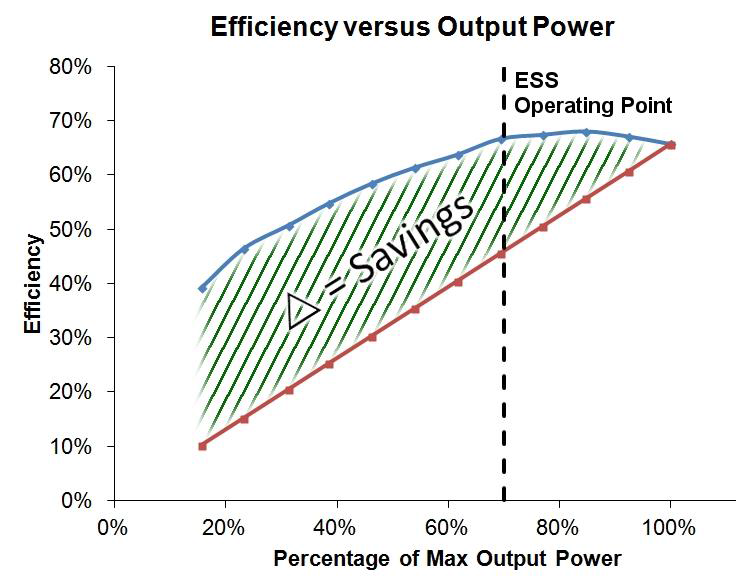 Efficiency versus Output Power
80%
70%
60%
50%
40%
30%
20%
10%
0%
Efficiency
ESS
Operating Point
△ = Savings
0%
20%
40%
60%
80%
100%
Percentage of Max Output Power